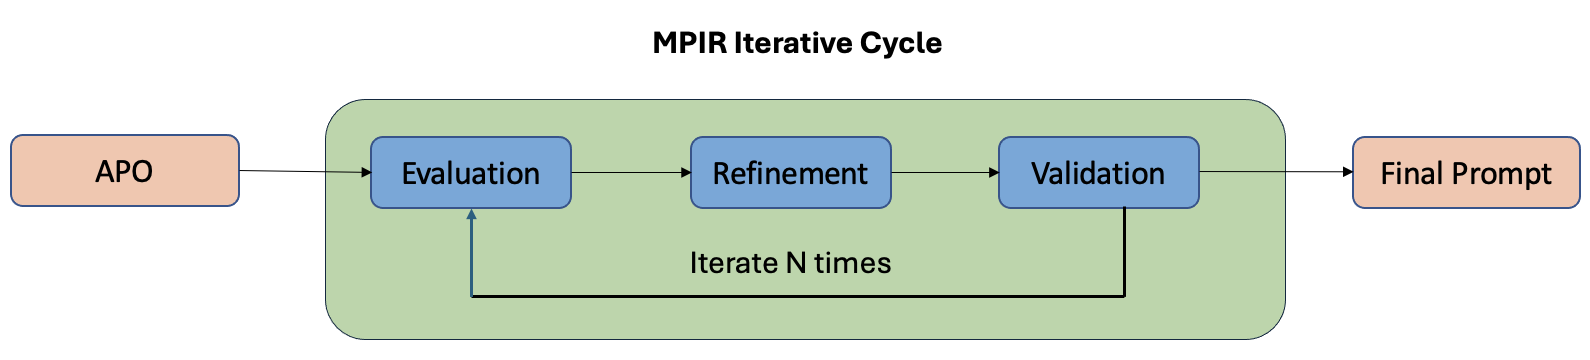 MPIR Iterative Cycle
APO
Evaluation
Refinement
Validation
Final Prompt
Iterate N times